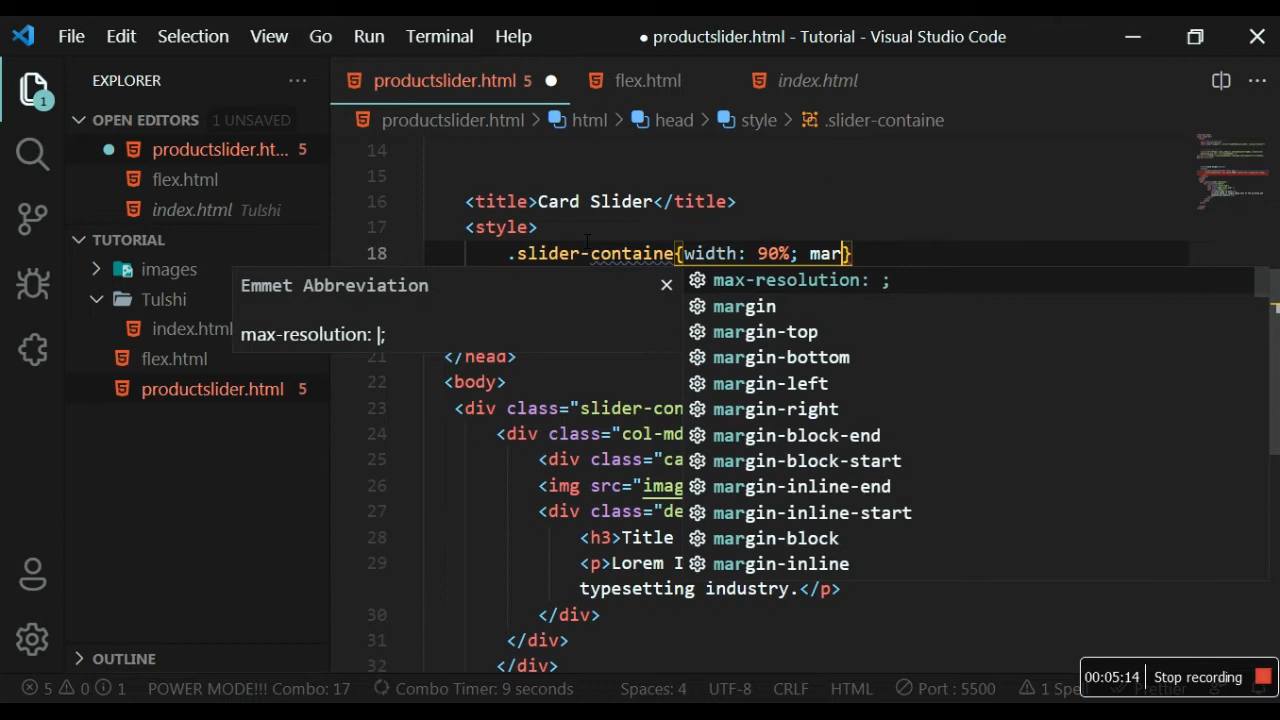 File Edit Selection View Go Run Terminal Help ● productslider.html - Tutorial - Visual Studio Code
EXPLORER ···
productslider.html 5 ● flex.html index.html ···
OPEN EDITORS 1 UNSAVED
productslider.html > html > head > style > .slider-containe
● productslider.ht... 5
flex.html
index.html Tulshi
TUTORIAL
images
Tulshi
index.html
flex.html
productslider.html 5
OUTLINE
1
14
15
16 <title>Card Slider</title>
17 <style>
18 .slider-containe{width: 90%; mar}
Emmet Abbreviation ×
max-resolution: |;
max-resolution: ;
margin
margin-top
margin-bottom
margin-left
margin-right
margin-block-end
margin-block-start
margin-inline-end
margin-inline-start
margin-block
margin-inline
21 </head>
22 <body>
23 <div class="slider-con
24 <div class="col-md
25 <div class="ca
26 <img src="imag
27 <div class="de
28 <h3>Title
29 <p>Lorem I
typesetting industry.</p>
30 </div>
31 </div>
32 </div>
00:05:14 Stop recording
5 0 1 POWER MODE!!! Combo: 17 Combo Timer: 9 seconds Spaces: 4 UTF-8 CRLF HTML Port : 5500 1 Spel